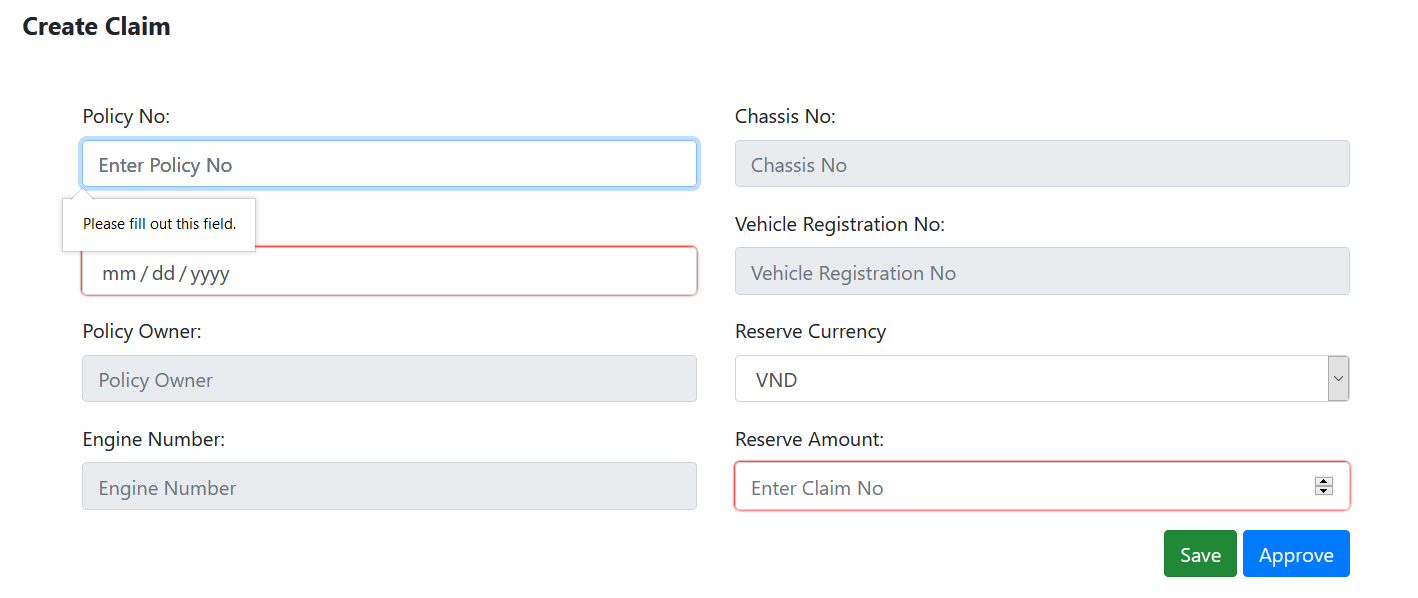 Create Claim
Policy No:
Enter Policy No
Please fill out this field.
mm / dd / yyyy
Policy Owner:
Policy Owner
Engine Number:
Engine Number
Chassis No:
Chassis No
Vehicle Registration No:
Vehicle Registration No
Reserve Currency
VND
Reserve Amount:
Enter Claim No
Save
Approve